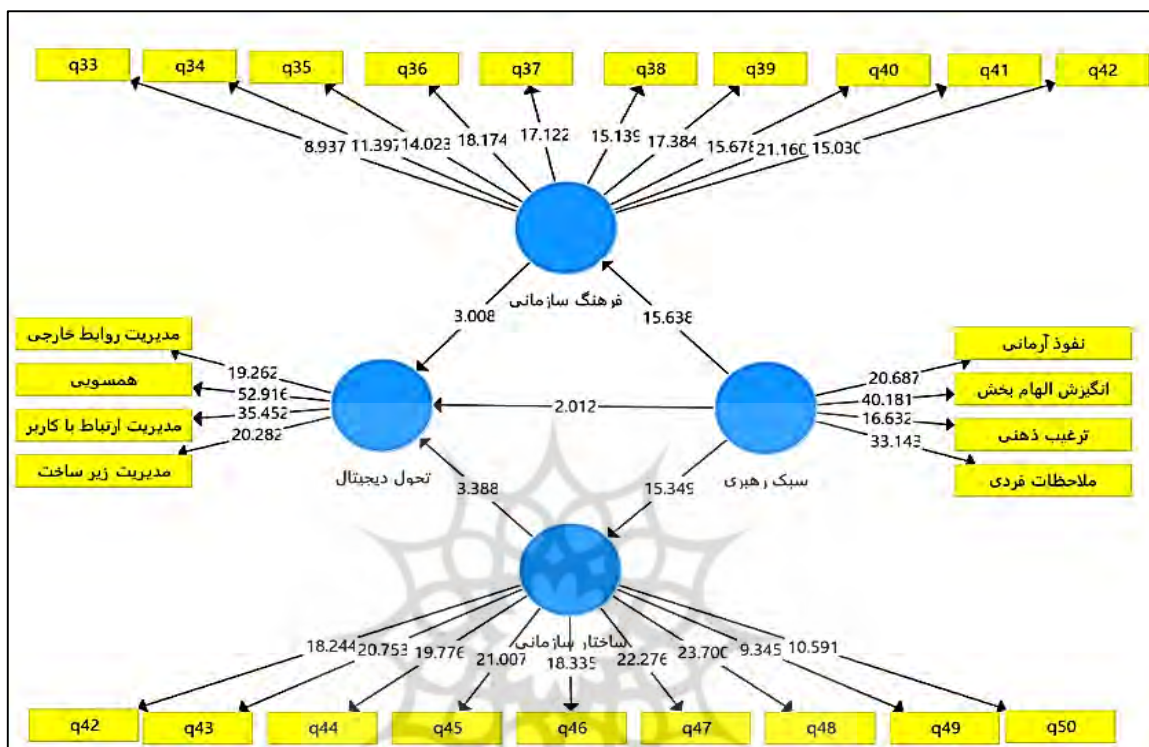 q33 q34 q35 q36 q37 q38 q39 q40 q41 q42
8.937 11.397 14.023 18.174 17.122 15.139 17.384 15.678 21.160 15.030
فرهنگ سازمانی
3.008 15.638
مدیریت روابط خارجی
همسویی
مدیریت ارتباط با کاربر
مدیریت زیر ساخت
19.262
52.916
35.452
20.282
تحول دیجیتال
2.012
سبک رهبری
20.687
40.181
16.632
33.143
نفوذ آرمانی
انگیزش الهام بخش
ترغیب ذهنی
ملاحظات فردی
3.388 15.349
ساختار سازمانی
18.244 20.753 19.776 21.007 18.335 22.276 23.700 9.345 10.591
q42 q43 q44 q45 q46 q47 q48 q49 q50